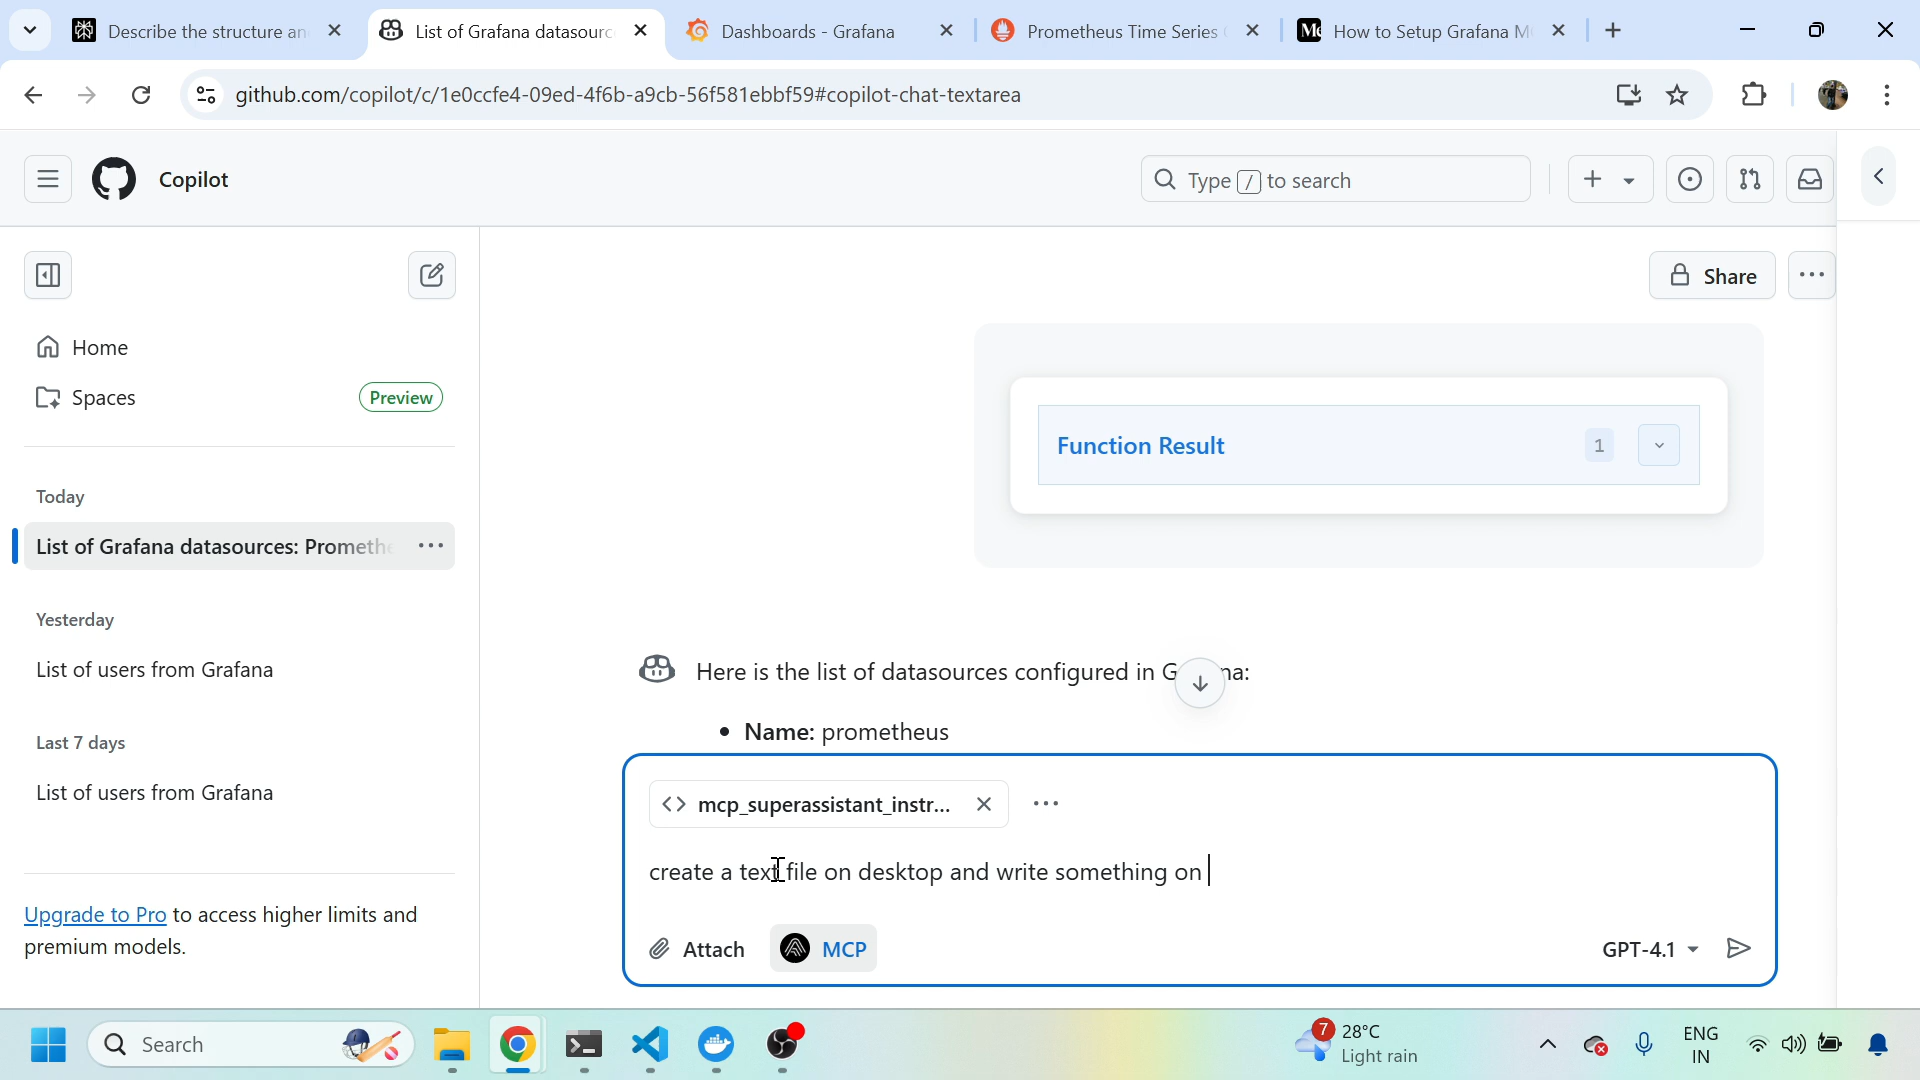 Describe the structure an
List of Grafana datasourc
Dashboards - Grafana
Prometheus Time Series
How to Setup Grafana M
github.com/copilot/c/1e0ccfe4-09ed-4f6b-a9cb-56f581ebbf59#copilot-chat-textarea
Copilot
Type / to search
Share
Home
Spaces
Preview
Function Result
1
Today
List of Grafana datasources: Prometh
Yesterday
List of users from Grafana
Last 7 days
List of users from Grafana
Here is the list of datasources configured in G na:
• Name: prometheus
mcp_superassistant_instr...
create a text file on desktop and write something on
Upgrade to Pro to access higher limits and
premium models.
Attach
MCP
GPT-4.1
Search
7
28°C
Light rain
ENG
IN